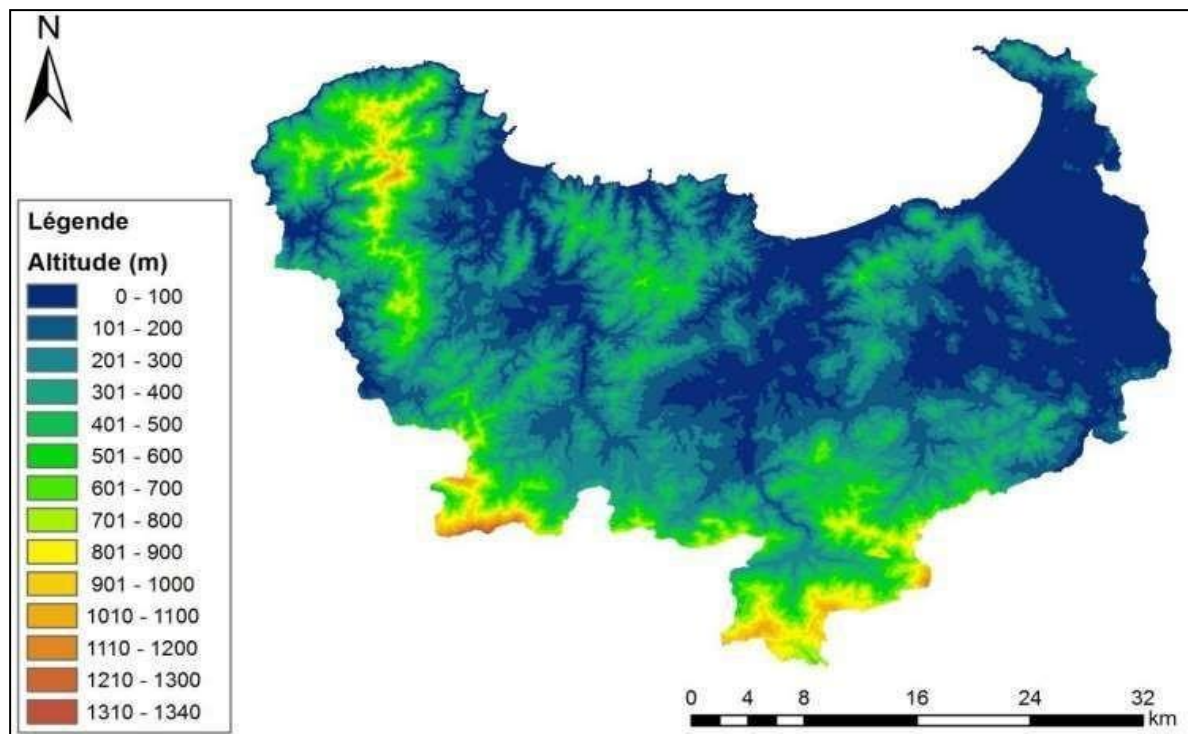 N
Légende
Altitude (m)
0 - 100
101 - 200
201 - 300
301 - 400
401 - 500
501 - 600
601 - 700
701 - 800
801 - 900
901 - 1000
1010 - 1100
1110 - 1200
1210 - 1300
1310 - 1340
0 4 8 16 24 32
km